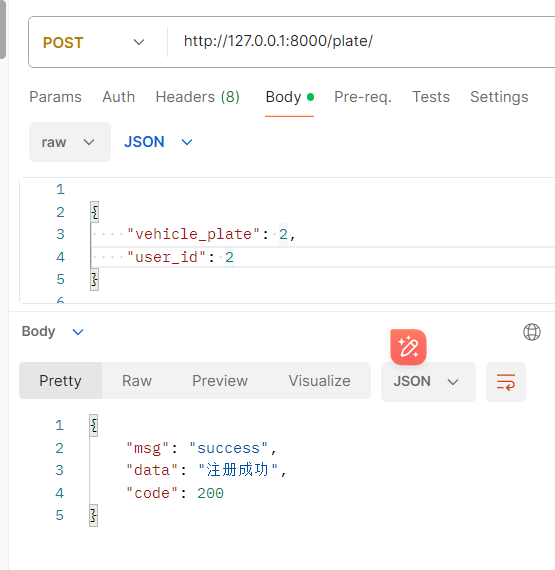 POST http://127.0.0.1:8000/plate/
Params Auth Headers (8) Body Pre-req. Tests Settings
raw JSON
1
2 {
3 "vehicle_plate": 2,
4 "user_id": 2
5 }
6
Body
Pretty Raw Preview Visualize JSON
1 {
2 "msg": "success",
3 "data": "注册成功",
4 "code": 200
5 }